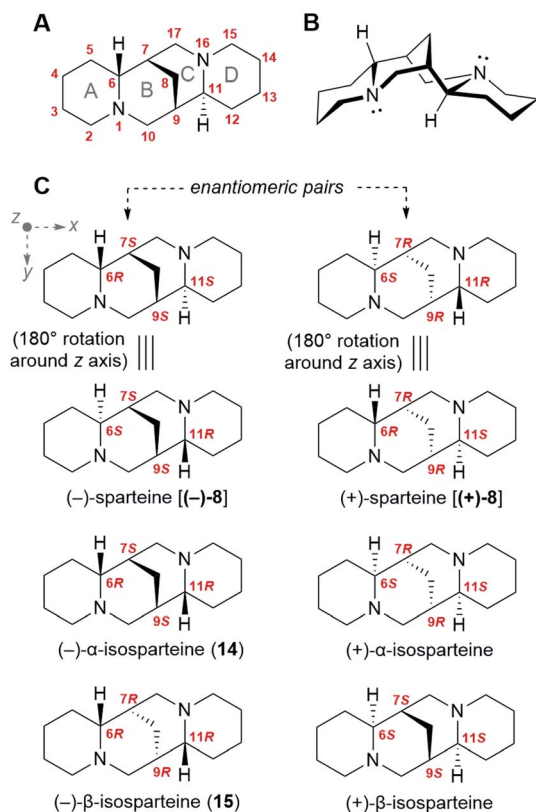 A
B
H
5
7
17
16
15
N
14
4
6
8
C
D
A
B
11
13
3
N
1
9
H
12
2
10
H
N
N
H
C
enantiomeric pairs
z
x
y
H
7S
N
6R
11S
N
9S
H
H
7R
N
6S
11R
N
9R
H
(180° rotation
around z axis)
(180° rotation
around z axis)
H
7S
N
6S
11R
N
9S
H
H
7R
N
6R
11S
N
9R
H
(–)-sparteine [(–)-8]
(+)-sparteine [(+)-8]
H
7S
N
6R
11R
N
9S
H
H
7R
N
6S
11S
N
9R
H
(–)-α-isosparteine (14)
(+)-α-isosparteine
H
7R
N
6R
11R
N
9R
H
H
7S
N
6S
11S
N
9S
H
(–)-β-isosparteine (15)
(+)-β-isosparteine